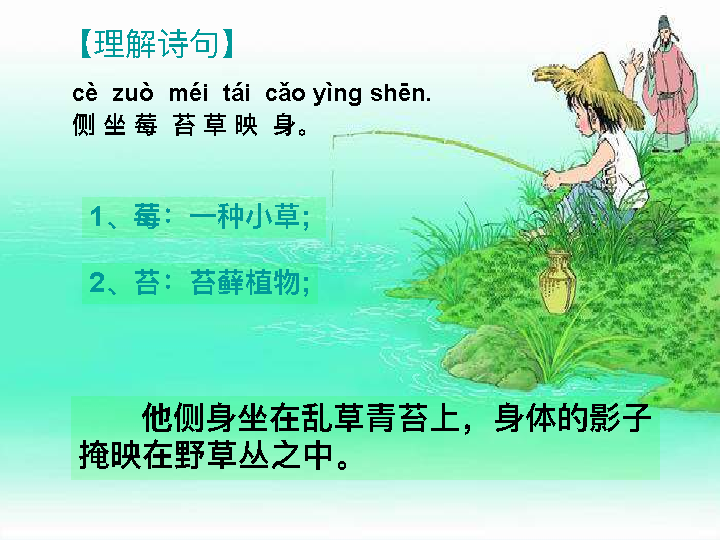 【理解诗句】
cè zuò méi tái cǎo yìng shēn.
侧坐莓苔草映身。
1、莓：一种小草;
2、苔：苔藓植物;
他侧身坐在乱草青苔上，身体的影子
掩映在野草丛之中。